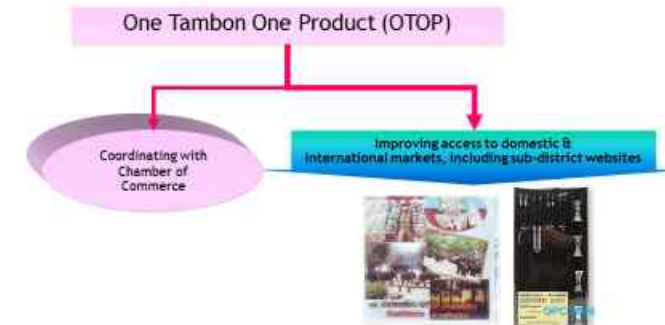 One Tambon One Product (OTOP)
Coordinating with
Chamber of
Commerce
Improving access to domestic &
International markets, including sub-district websites